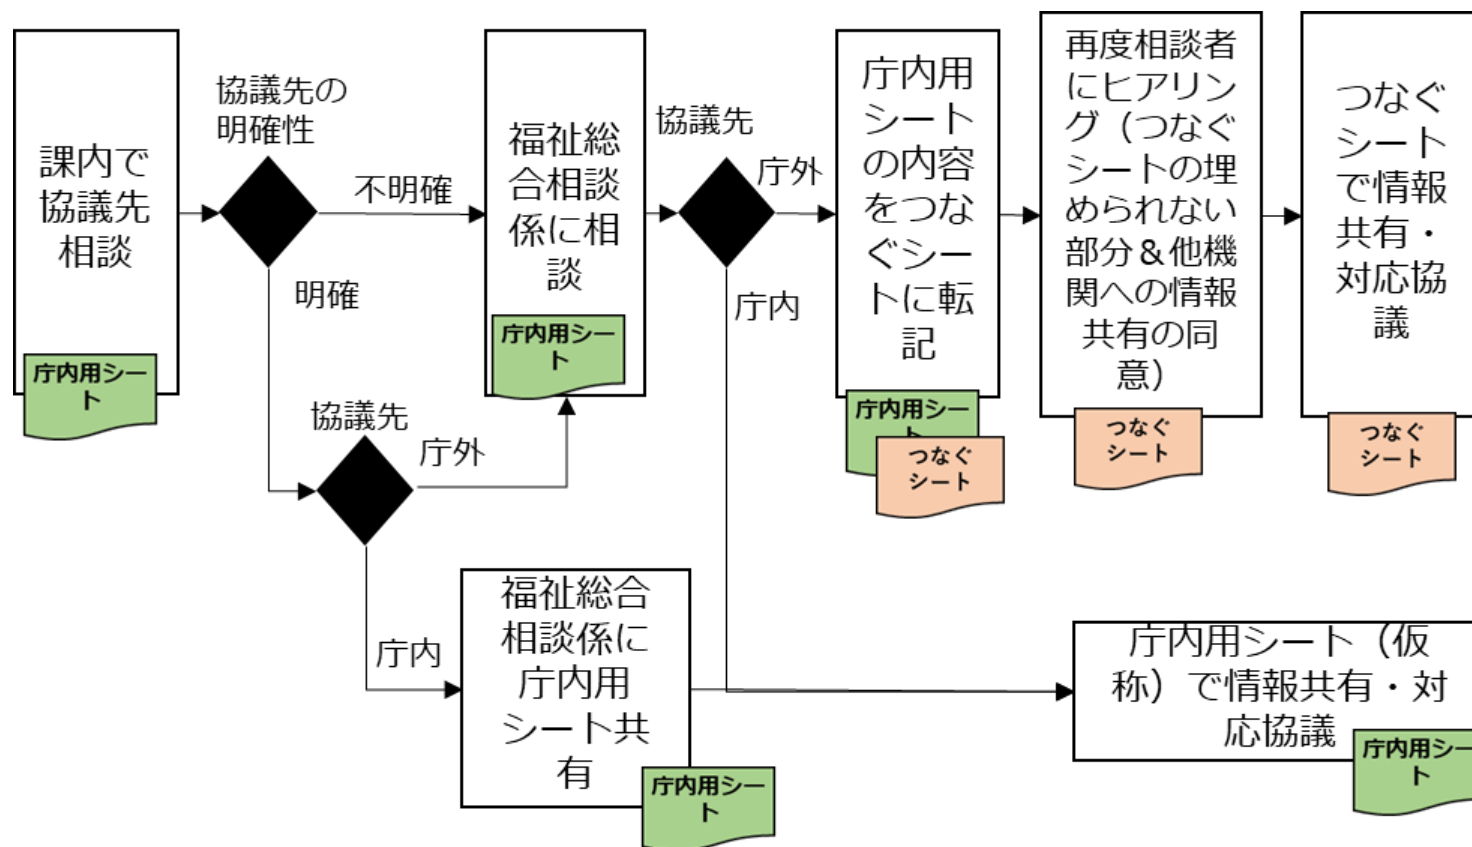 課内で
協議先
相談
庁内用シー
ト
協議先の
明確性
不明確
明確
福祉総
合相談
係に相
談
庁内用シー
ト
協議先
庁外
庁内
協議先
庁外
庁内
庁内用
シート
の内容
をつな
ぐシー
トに転
記
庁内用シー
ト
つなぐ
シート
再度相談者
にヒアリン
グ（つなぐ
シートの埋
められない
部分＆他機
関への情報
共有の同
意）
つなぐ
シート
つなぐ
シート
で情報
共有・
対応協
議
つなぐ
シート
福祉総合
相談係に
庁内用
シート共
有
庁内用シー
ト
庁内用シート（仮
称）で情報共有・対
応協議
庁内用シー
ト